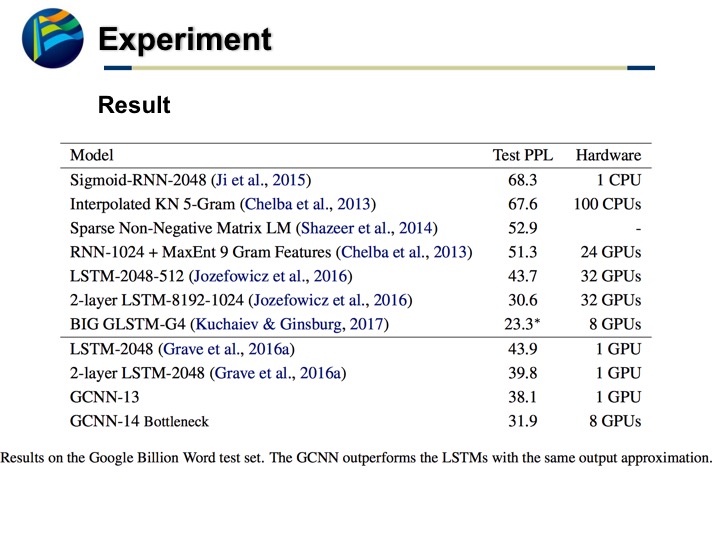 Experiment
Result
Model Test PPL Hardware
Sigmoid-RNN-2048 (Ji et al., 2015) 68.3 1 CPU
Interpolated KN 5-Gram (Chelba et al., 2013) 67.6 100 CPUs
Sparse Non-Negative Matrix LM (Shazeer et al., 2014) 52.9 -
RNN-1024 + MaxEnt 9 Gram Features (Chelba et al., 2013) 51.3 24 GPUs
LSTM-2048-512 (Jozefowicz et al., 2016) 43.7 32 GPUs
2-layer LSTM-8192-1024 (Jozefowicz et al., 2016) 30.6 32 GPUs
BIG GLSTM-G4 (Kuchaiev & Ginsburg, 2017) 23.3* 8 GPUs
LSTM-2048 (Grave et al., 2016a) 43.9 1 GPU
2-layer LSTM-2048 (Grave et al., 2016a) 39.8 1 GPU
GCNN-13 38.1 1 GPU
GCNN-14 Bottleneck 31.9 8 GPUs
Results on the Google Billion Word test set. The GCNN outperforms the LSTMs with the same output approximation.